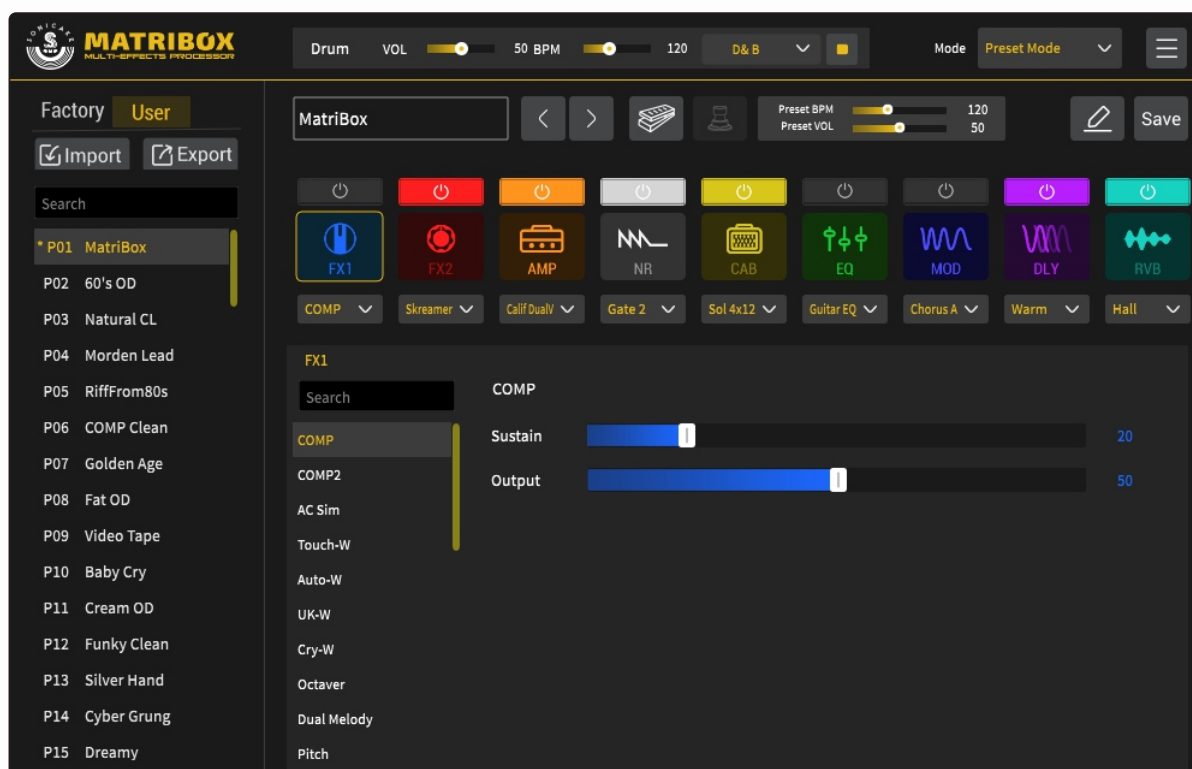 SONICAKE
MATRIBOX
MULTI-EFFECTS PROCESSOR
Drum VOL 50 BPM 120 D& B Mode Preset Mode
Factory User
Import Export
Search
* P01 MatriBox
P02 60's OD
P03 Natural CL
P04 Morden Lead
P05 RiffFrom80s
P06 COMP Clean
P07 Golden Age
P08 Fat OD
P09 Video Tape
P10 Baby Cry
P11 Cream OD
P12 Funky Clean
P13 Silver Hand
P14 Cyber Grung
P15 Dreamy
MatriBox
Preset BPM 120
Preset VOL 50
Save
FX1 FX2 AMP NR CAB EQ MOD DLY RVB
COMP Skreamer Calif DualV Gate 2 Sol 4x12 Guitar EQ Chorus A Warm Hall
FX1
Search
COMP
COMP2
AC Sim
Touch-W
Auto-W
UK-W
Cry-W
Octaver
Dual Melody
Pitch
COMP
Sustain 20
Output 50